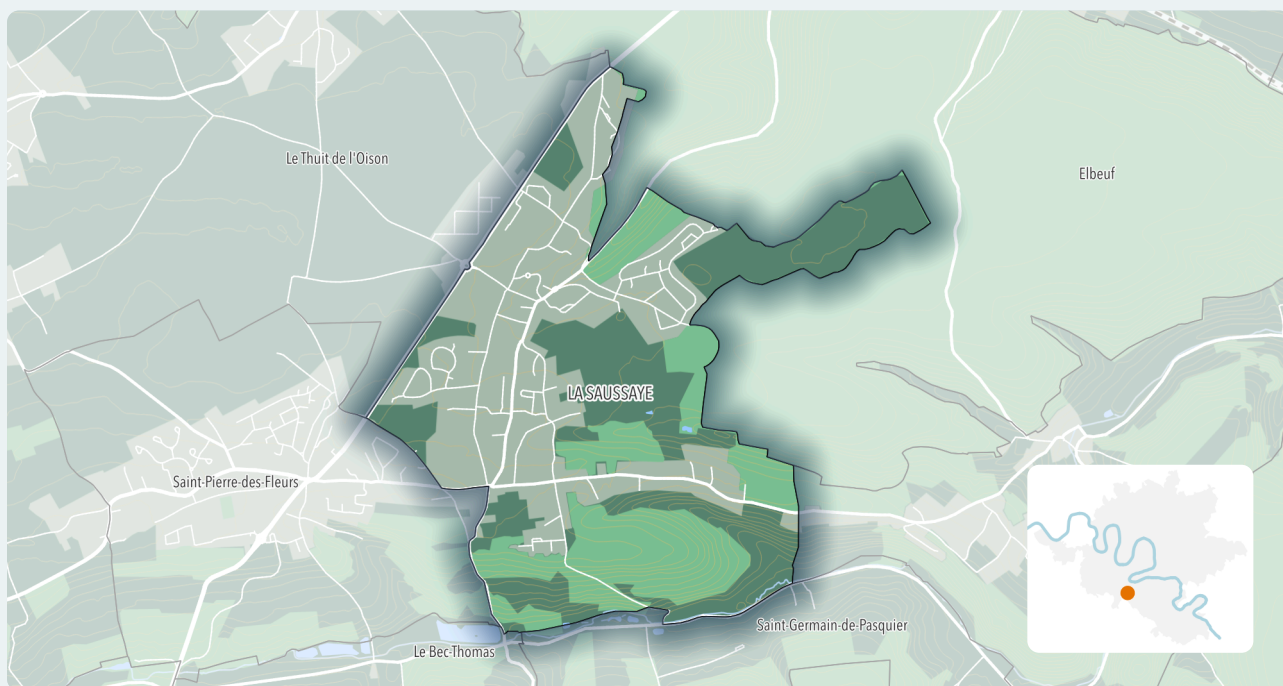 Le Thuit de l'Oison
Elbeuf
LA SAUSSAYE
Saint-Pierre-des-Fleurs
Saint-Germain-de-Pasquier
Le Bec-Thomas